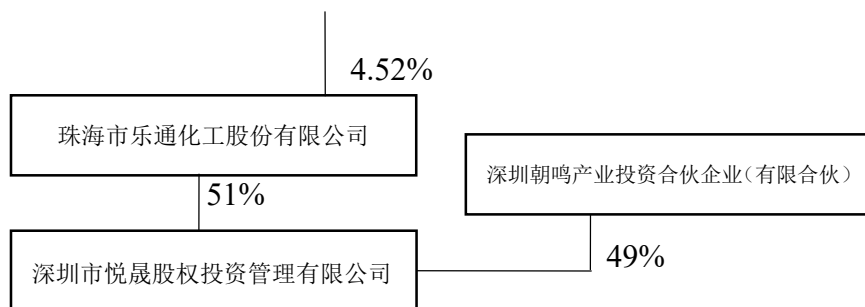 4.52%
珠海市乐通化工股份有限公司
深圳朝鸣产业投资合伙企业(有限合伙)
51%
49%
深圳市悦晟股权投资管理有限公司